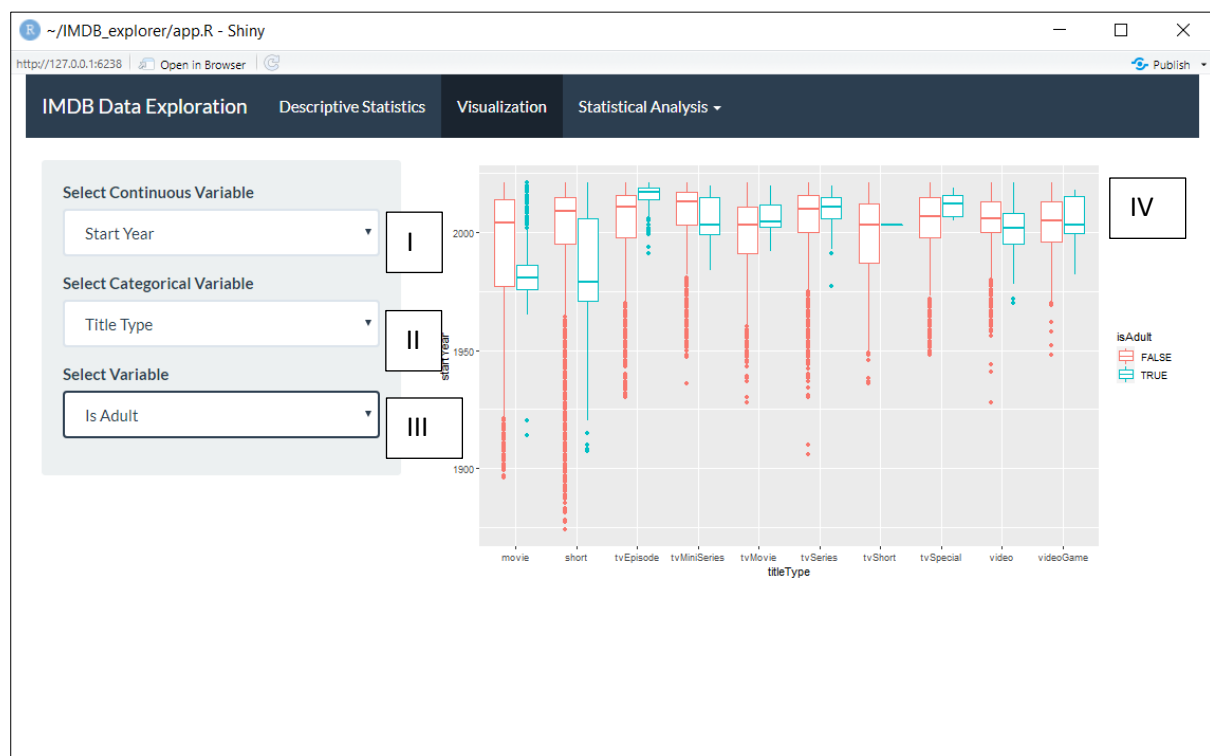 R ~/IMDB_explorer/app.R - Shiny
http://127.0.0.1:6238 Open in Browser Publish
IMDB Data Exploration Descriptive Statistics Visualization Statistical Analysis
Select Continuous Variable
Start Year
I
Select Categorical Variable
Title Type
II
Select Variable
Is Adult
III
IV
startYear
2000
1950
1900
movie short tvEpisode tvMiniSeries tvMovie tvSeries tvShort tvSpecial video videoGame
titleType
isAdult
FALSE
TRUE